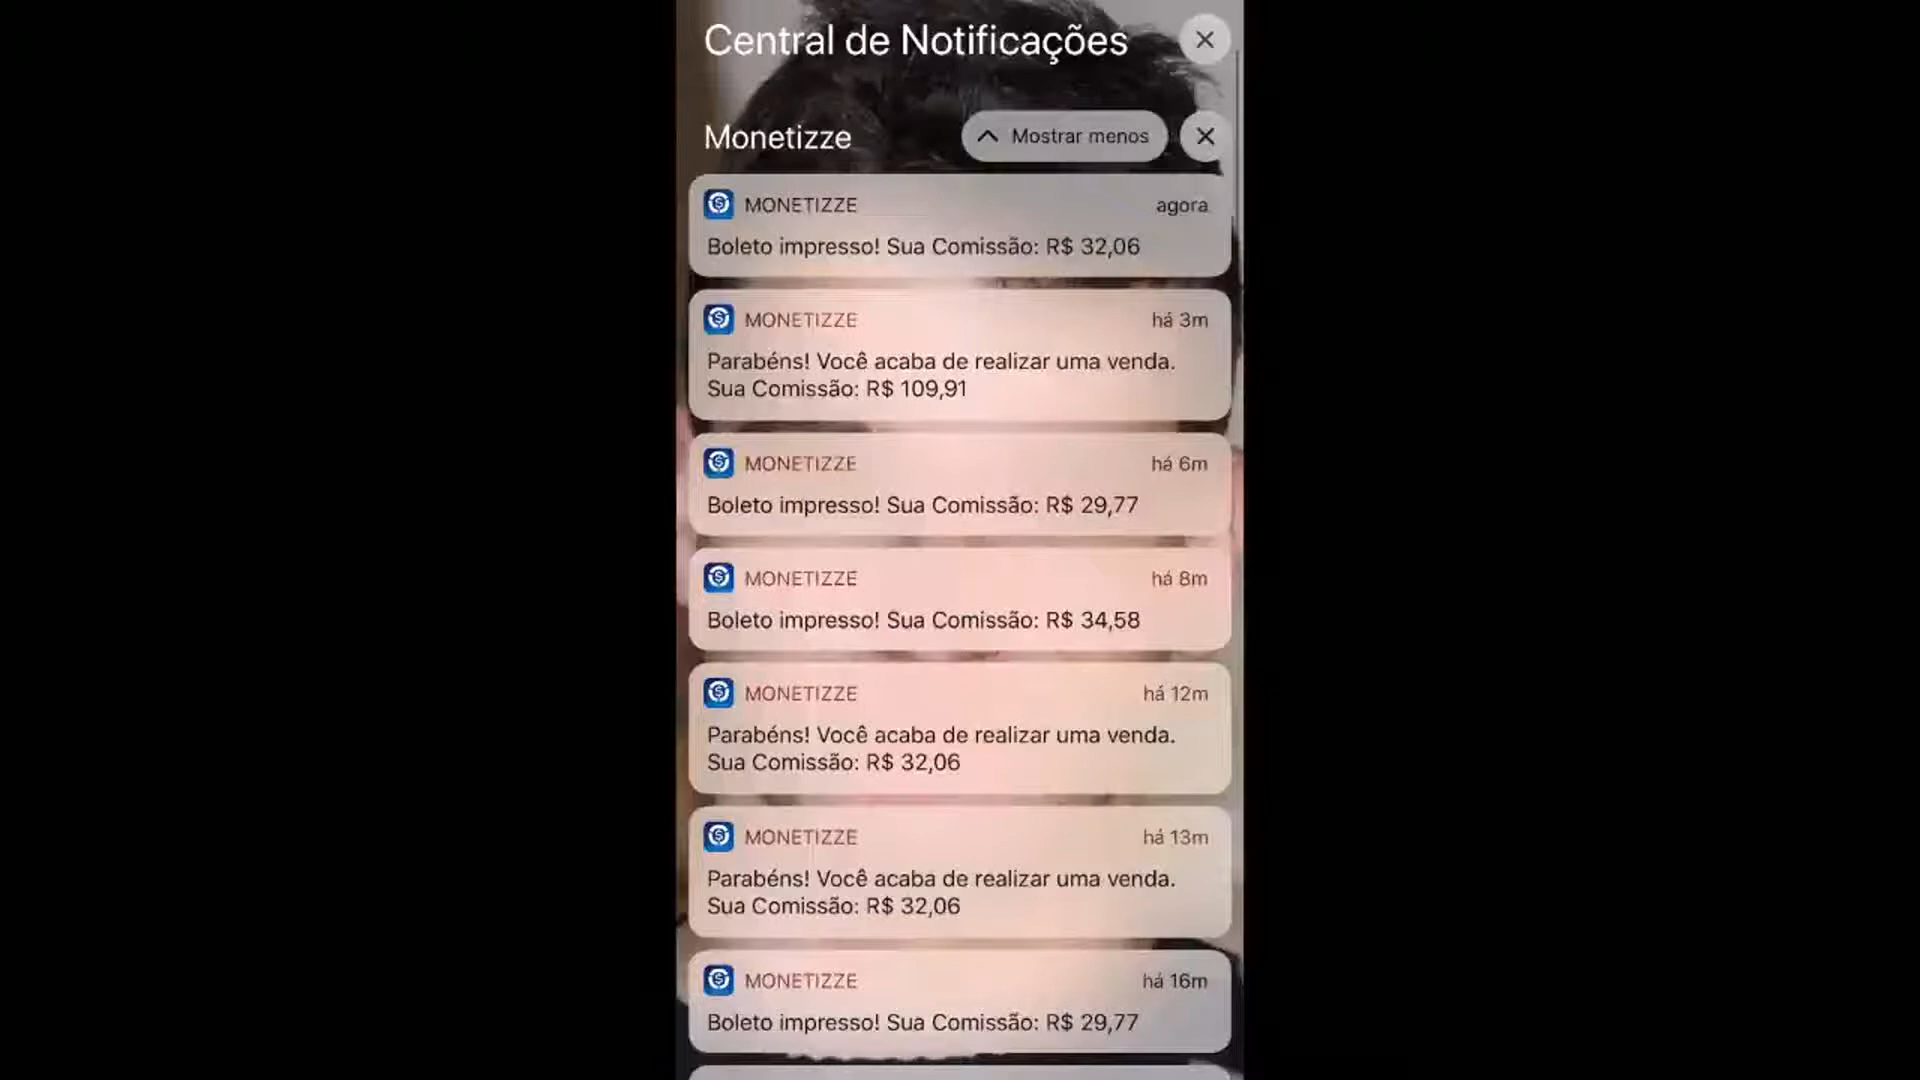 Central de Notificações
Monetizze
Mostrar menos
MONETIZZE
agora
Boleto impresso! Sua Comissão: R$ 32,06
MONETIZZE
há 3m
Parabéns! Você acaba de realizar uma venda.
Sua Comissão: R$ 109,91
MONETIZZE
há 6m
Boleto impresso! Sua Comissão: R$ 29,77
MONETIZZE
há 8m
Boleto impresso! Sua Comissão: R$ 34,58
MONETIZZE
há 12m
Parabéns! Você acaba de realizar uma venda.
Sua Comissão: R$ 32,06
MONETIZZE
há 13m
Parabéns! Você acaba de realizar uma venda.
Sua Comissão: R$ 32,06
MONETIZZE
há 16m
Boleto impresso! Sua Comissão: R$ 29,77